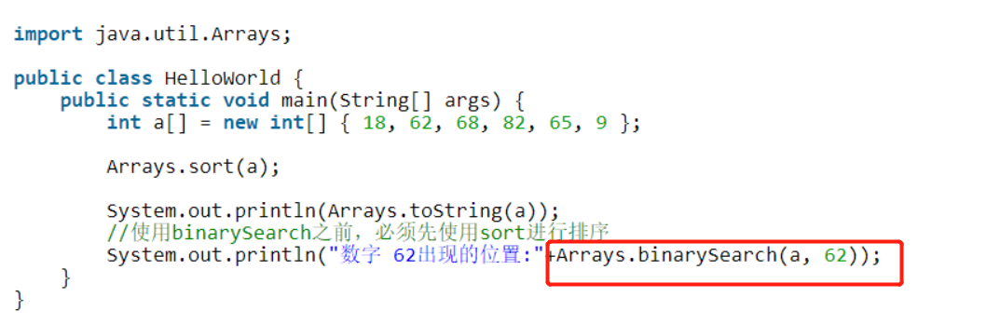 import java.util.Arrays;
public class HelloWorld {
    public static void main(String[] args) {
        int a[] = new int[] { 18, 62, 68, 82, 65, 9 };
        Arrays.sort(a);
        System.out.println(Arrays.toString(a));
        //使用binarySearch之前，必须先使用sort进行排序
        System.out.println("数字 62出现的位置:"+Arrays.binarySearch(a, 62));
    }
}